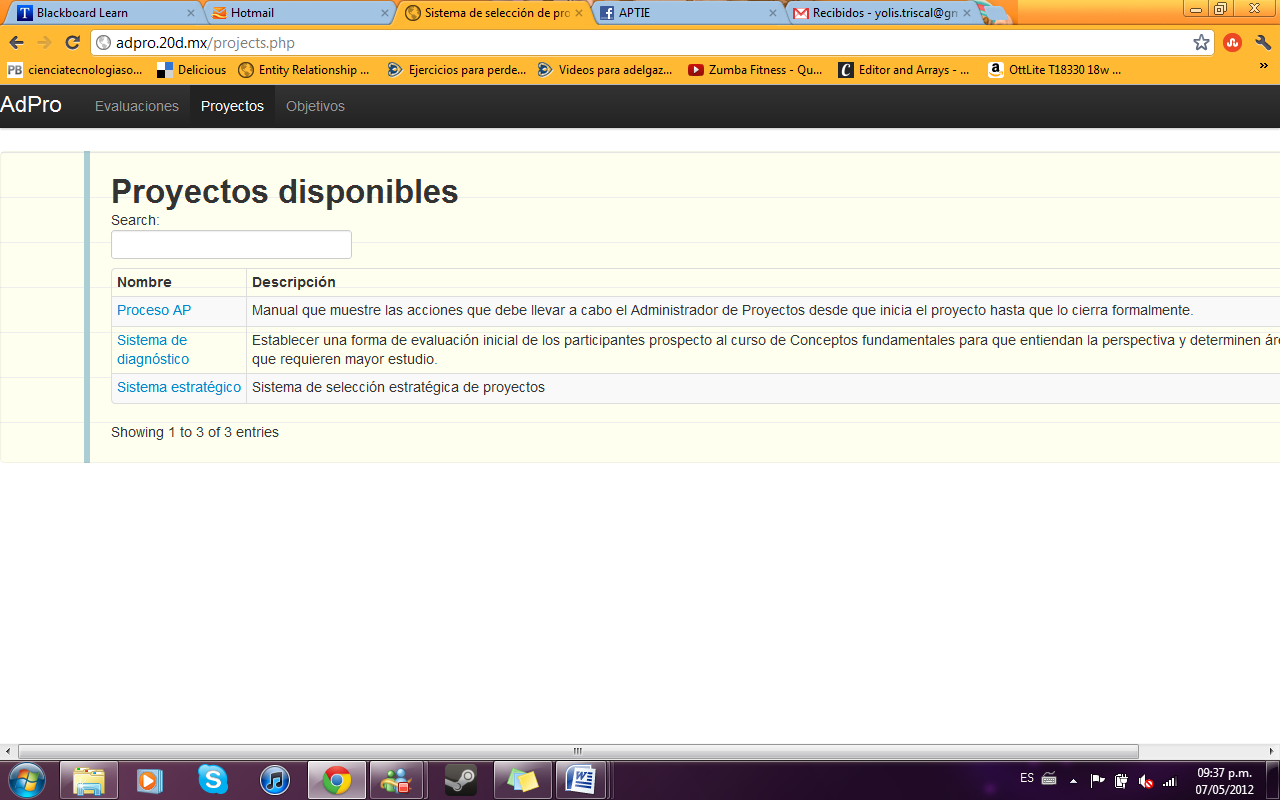 Blackboard Learn
Hotmail
Sistema de selección de pro
APTIE
Recibidos - yolis.triscal@gm
adpro.20d.mx/projects.php
PB cienciatecnologiaso...
Delicious
Entity Relationship ...
Ejercicios para perde...
Videos para adelgaz...
Zumba Fitness - Qu...
Editor and Arrays - ...
OttLite T18330 18w ...
»
AdPro
Evaluaciones
Proyectos
Objetivos
Proyectos disponibles
Search:
Nombre
Descripción
Proceso AP
Manual que muestre las acciones que debe llevar a cabo el Administrador de Proyectos desde que inicia el proyecto hasta que lo cierra formalmente.
Sistema de
diagnóstico
Establecer una forma de evaluación inicial de los participantes prospecto al curso de Conceptos fundamentales para que entiendan la perspectiva y determinen áre
que requieren mayor estudio.
Sistema estratégico
Sistema de selección estratégica de proyectos
Showing 1 to 3 of 3 entries
ES
09:37 p.m.
07/05/2012